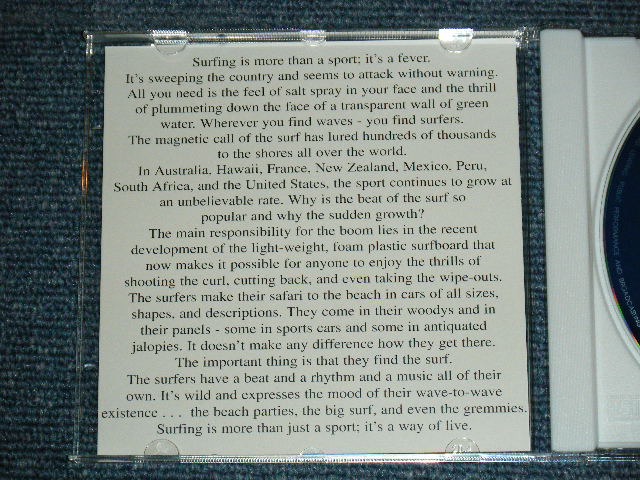 Surfing is more than a sport; it's a fever.
It's sweeping the country and seems to attack without warning.
All you need is the feel of salt spray in your face and the thrill
of plummeting down the face of a transparent wall of green
water. Wherever you find waves - you find surfers.
The magnetic call of the surf has lured hundreds of thousands
to the shores all over the world.
In Australia, Hawaii, France, New Zealand, Mexico, Peru,
South Africa, and the United States, the sport continues to grow at
an unbelievable rate. Why is the beat of the surf so
popular and why the sudden growth?
The main responsibility for the boom lies in the recent
development of the light-weight, foam plastic surfboard that
now makes it possible for anyone to enjoy the thrills of
shooting the curl, cutting back, and even taking the wipe-outs.
The surfers make their safari to the beach in cars of all sizes,
shapes, and descriptions. They come in their woodys and in
their panels - some in sports cars and some in antiquated
jalopies. It doesn't make any difference how they get there.
The important thing is that they find the surf.
The surfers have a beat and a rhythm and a music all of their
own. It's wild and expresses the mood of their wave-to-wave
existence . . . the beach parties, the big surf, and even the gremmies.
Surfing is more than just a sport; it's a way of live.
PUBLIC PERFORMANCE AND